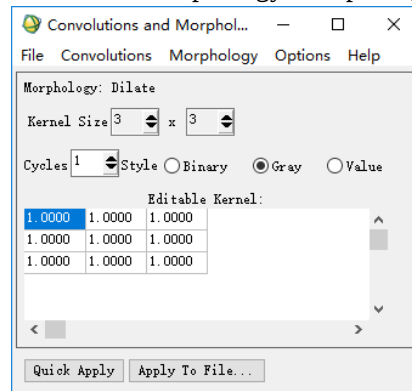 Convolutions and Morphol...
File Convolutions Morphology Options Help
Morphology: Dilate
Kernel Size 3 x 3
Cycles 1 Style Binary Gray Value
Editable Kernel:
1.0000 1.0000 1.0000
1.0000 1.0000 1.0000
1.0000 1.0000 1.0000
Quick Apply Apply To File...